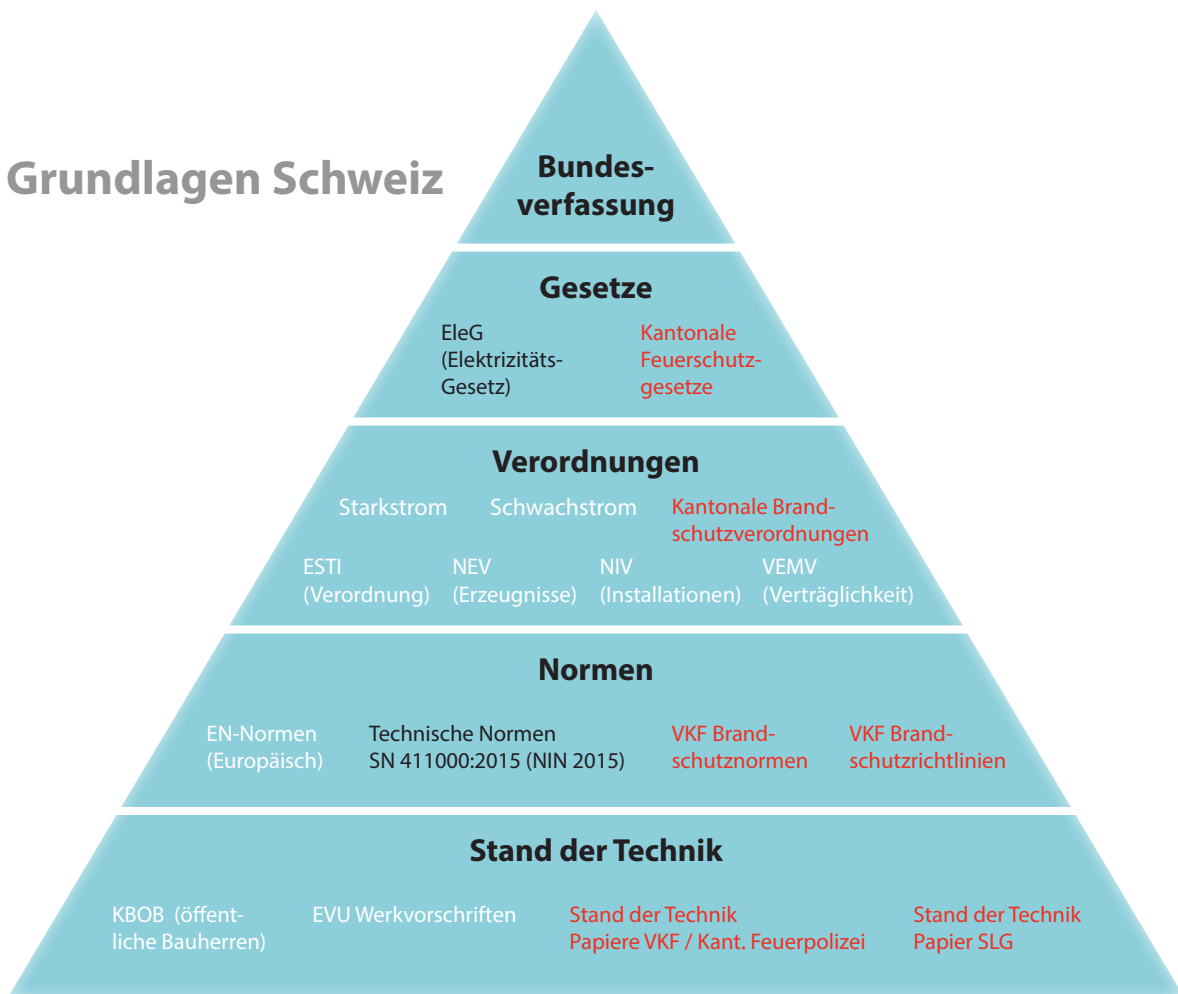 Grundlagen Schweiz
Bundes-
verfassung
Gesetze
EleG
(Elektrizitäts-
Gesetz)
Kantonale
Feuerschutz-
gesetze
Verordnungen
Starkstrom
Schwachstrom
Kantonale Brand-
schutzverordnungen
ESTI
(Verordnung)
NEV
(Erzeugnisse)
NIV
(Installationen)
VEMV
(Verträglichkeit)
Normen
EN-Normen
(Europäisch)
Technische Normen
SN 411000:2015 (NIN 2015)
VKF Brand-
schutznormen
VKF Brand-
schutzrichtlinien
Stand der Technik
KBOB (öffent-
liche Bauherren)
EVU Werkvorschriften
Stand der Technik
Papiere VKF / Kant. Feuerpolizei
Stand der Technik
Papier SLG